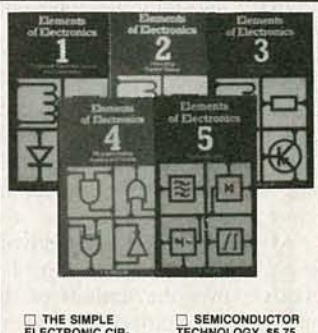 Elements
of Electronics
1
Elements
of Electronics
2
Elements
of Electronics
3
Elements
of Electronics
4
Elements
of Electronics
5
☐ THE SIMPLE
ELECTRONIC CIR-
☐ SEMICONDUCTOR
TECHNOLOGY. $5.75.